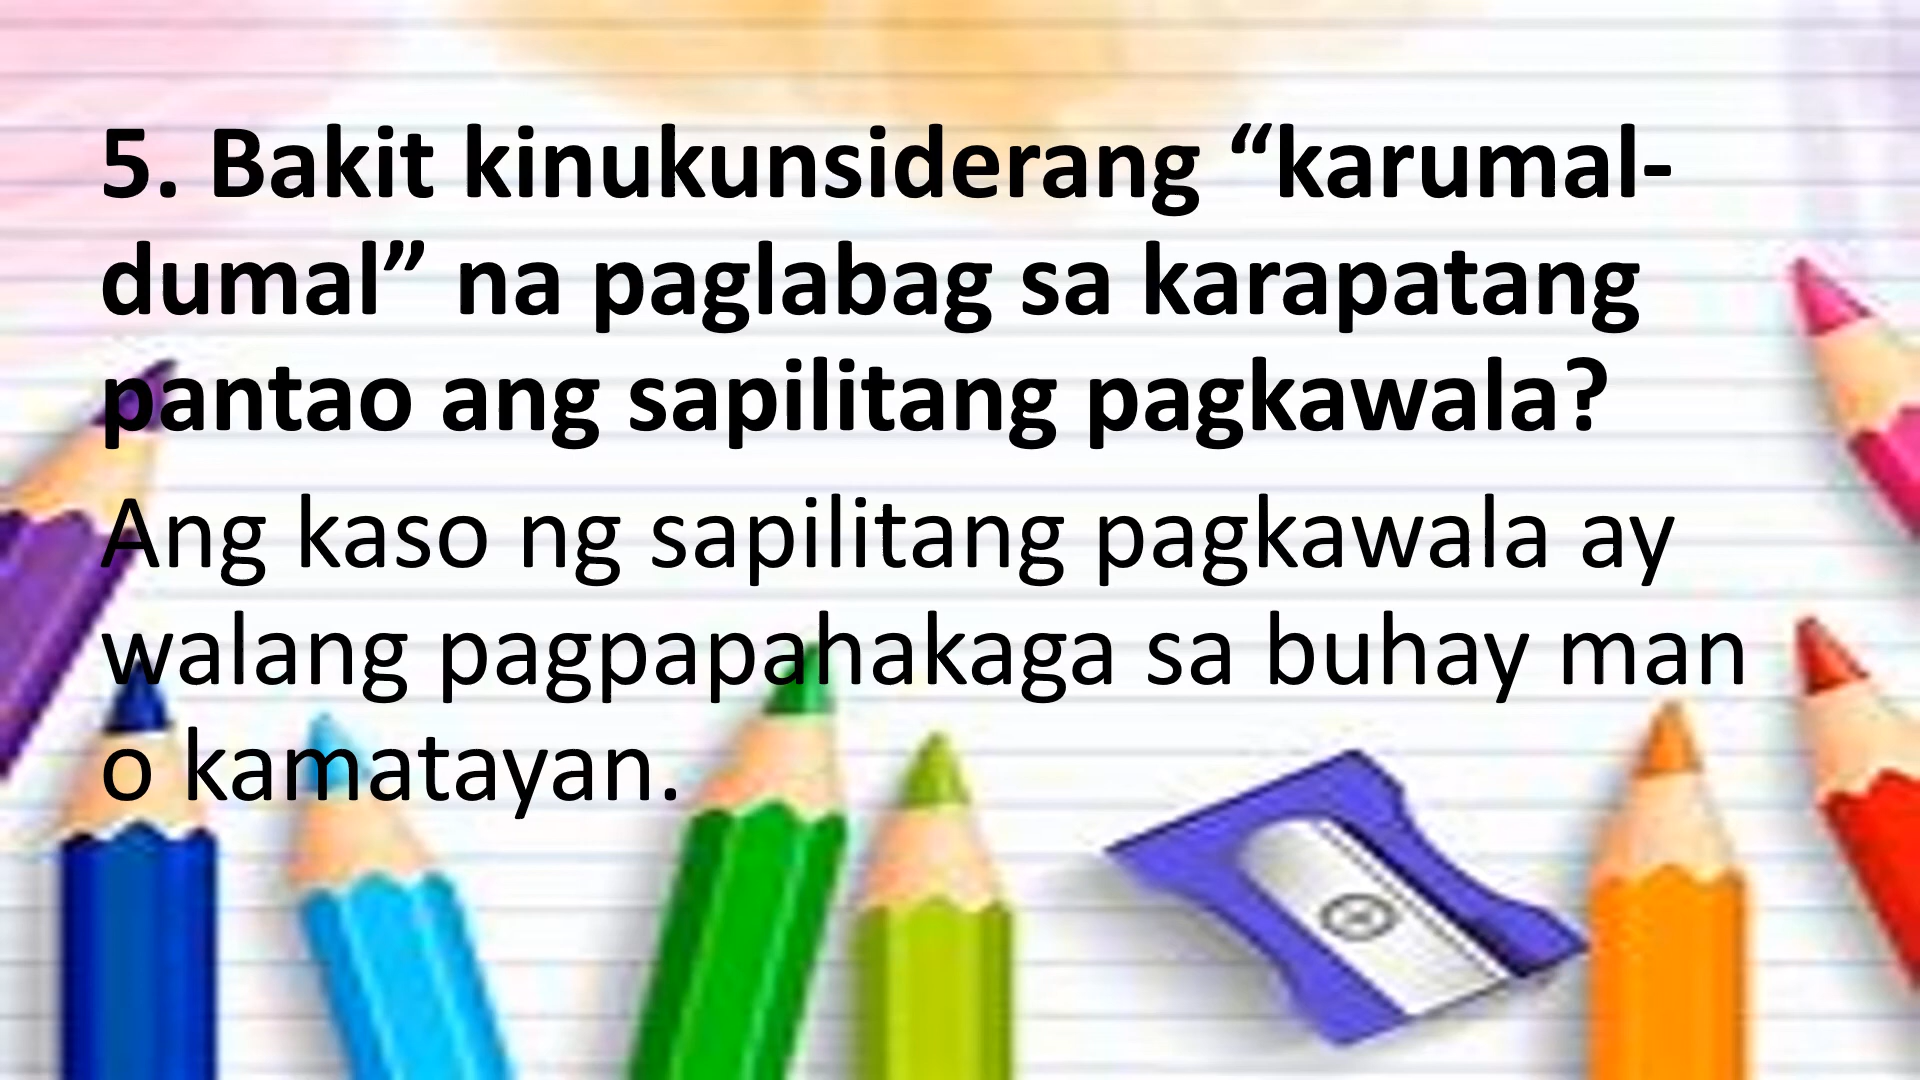 5. Bakit kinukunsiderang “karumal-
dumal” na paglabag sa karapatang
pantao ang sapilitang pagkawala?
Ang kaso ng sapilitang pagkawala ay
walang pagpapahakaga sa buhay man
o kamatayan.